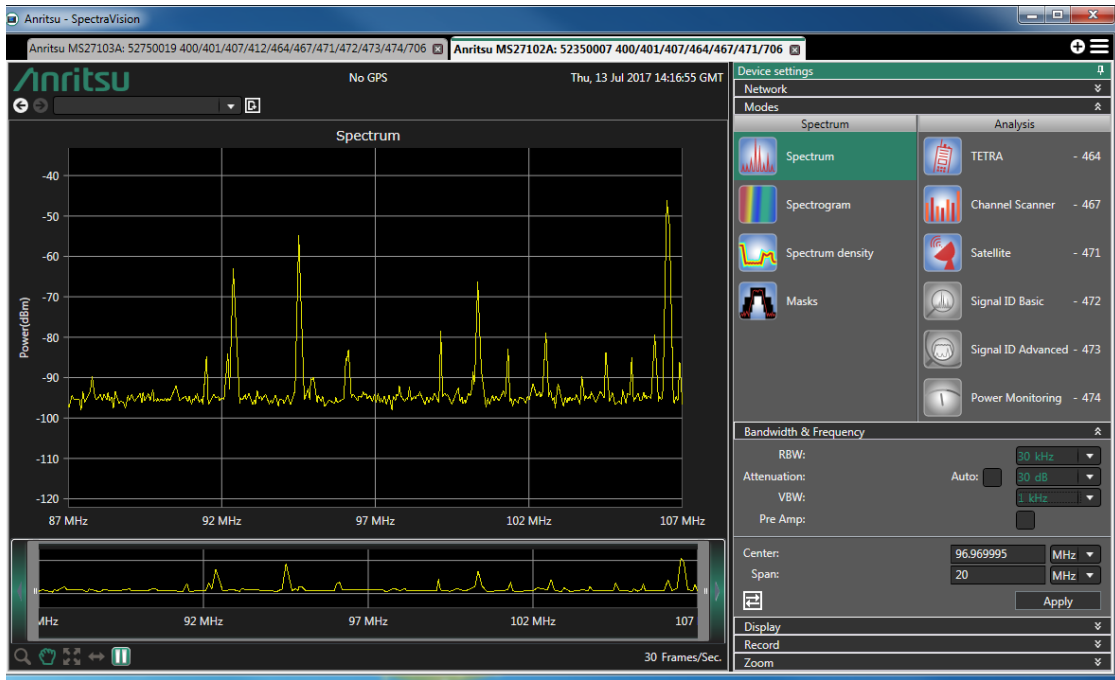 Anritsu - SpectraVision
Anritsu MS27103A: 52750019 400/401/407/412/464/467/471/472/473/474/706
Anritsu MS27102A: 52350007 400/401/407/464/467/471/706
Anritsu
No GPS
Thu, 13 Jul 2017 14:16:55 GMT
Spectrum
-40
-50
-60
-70
-80
-90
-100
-110
-120
Power(dBm)
87 MHz 92 MHz 97 MHz 102 MHz 107 MHz
MHz 92 MHz 97 MHz 102 MHz 107
30 Frames/Sec.
Device settings
Network
Modes
Spectrum Analysis
Spectrum TETRA - 464
Spectrogram Channel Scanner - 467
Spectrum density Satellite - 471
Masks Signal ID Basic - 472
Signal ID Advanced - 473
Power Monitoring - 474
Bandwidth & Frequency
RBW: 30 kHz
Attenuation: Auto: 30 dB
VBW: 1 kHz
Pre Amp:
Center: 96.969995 MHz
Span: 20 MHz
Apply
Display
Record
Zoom